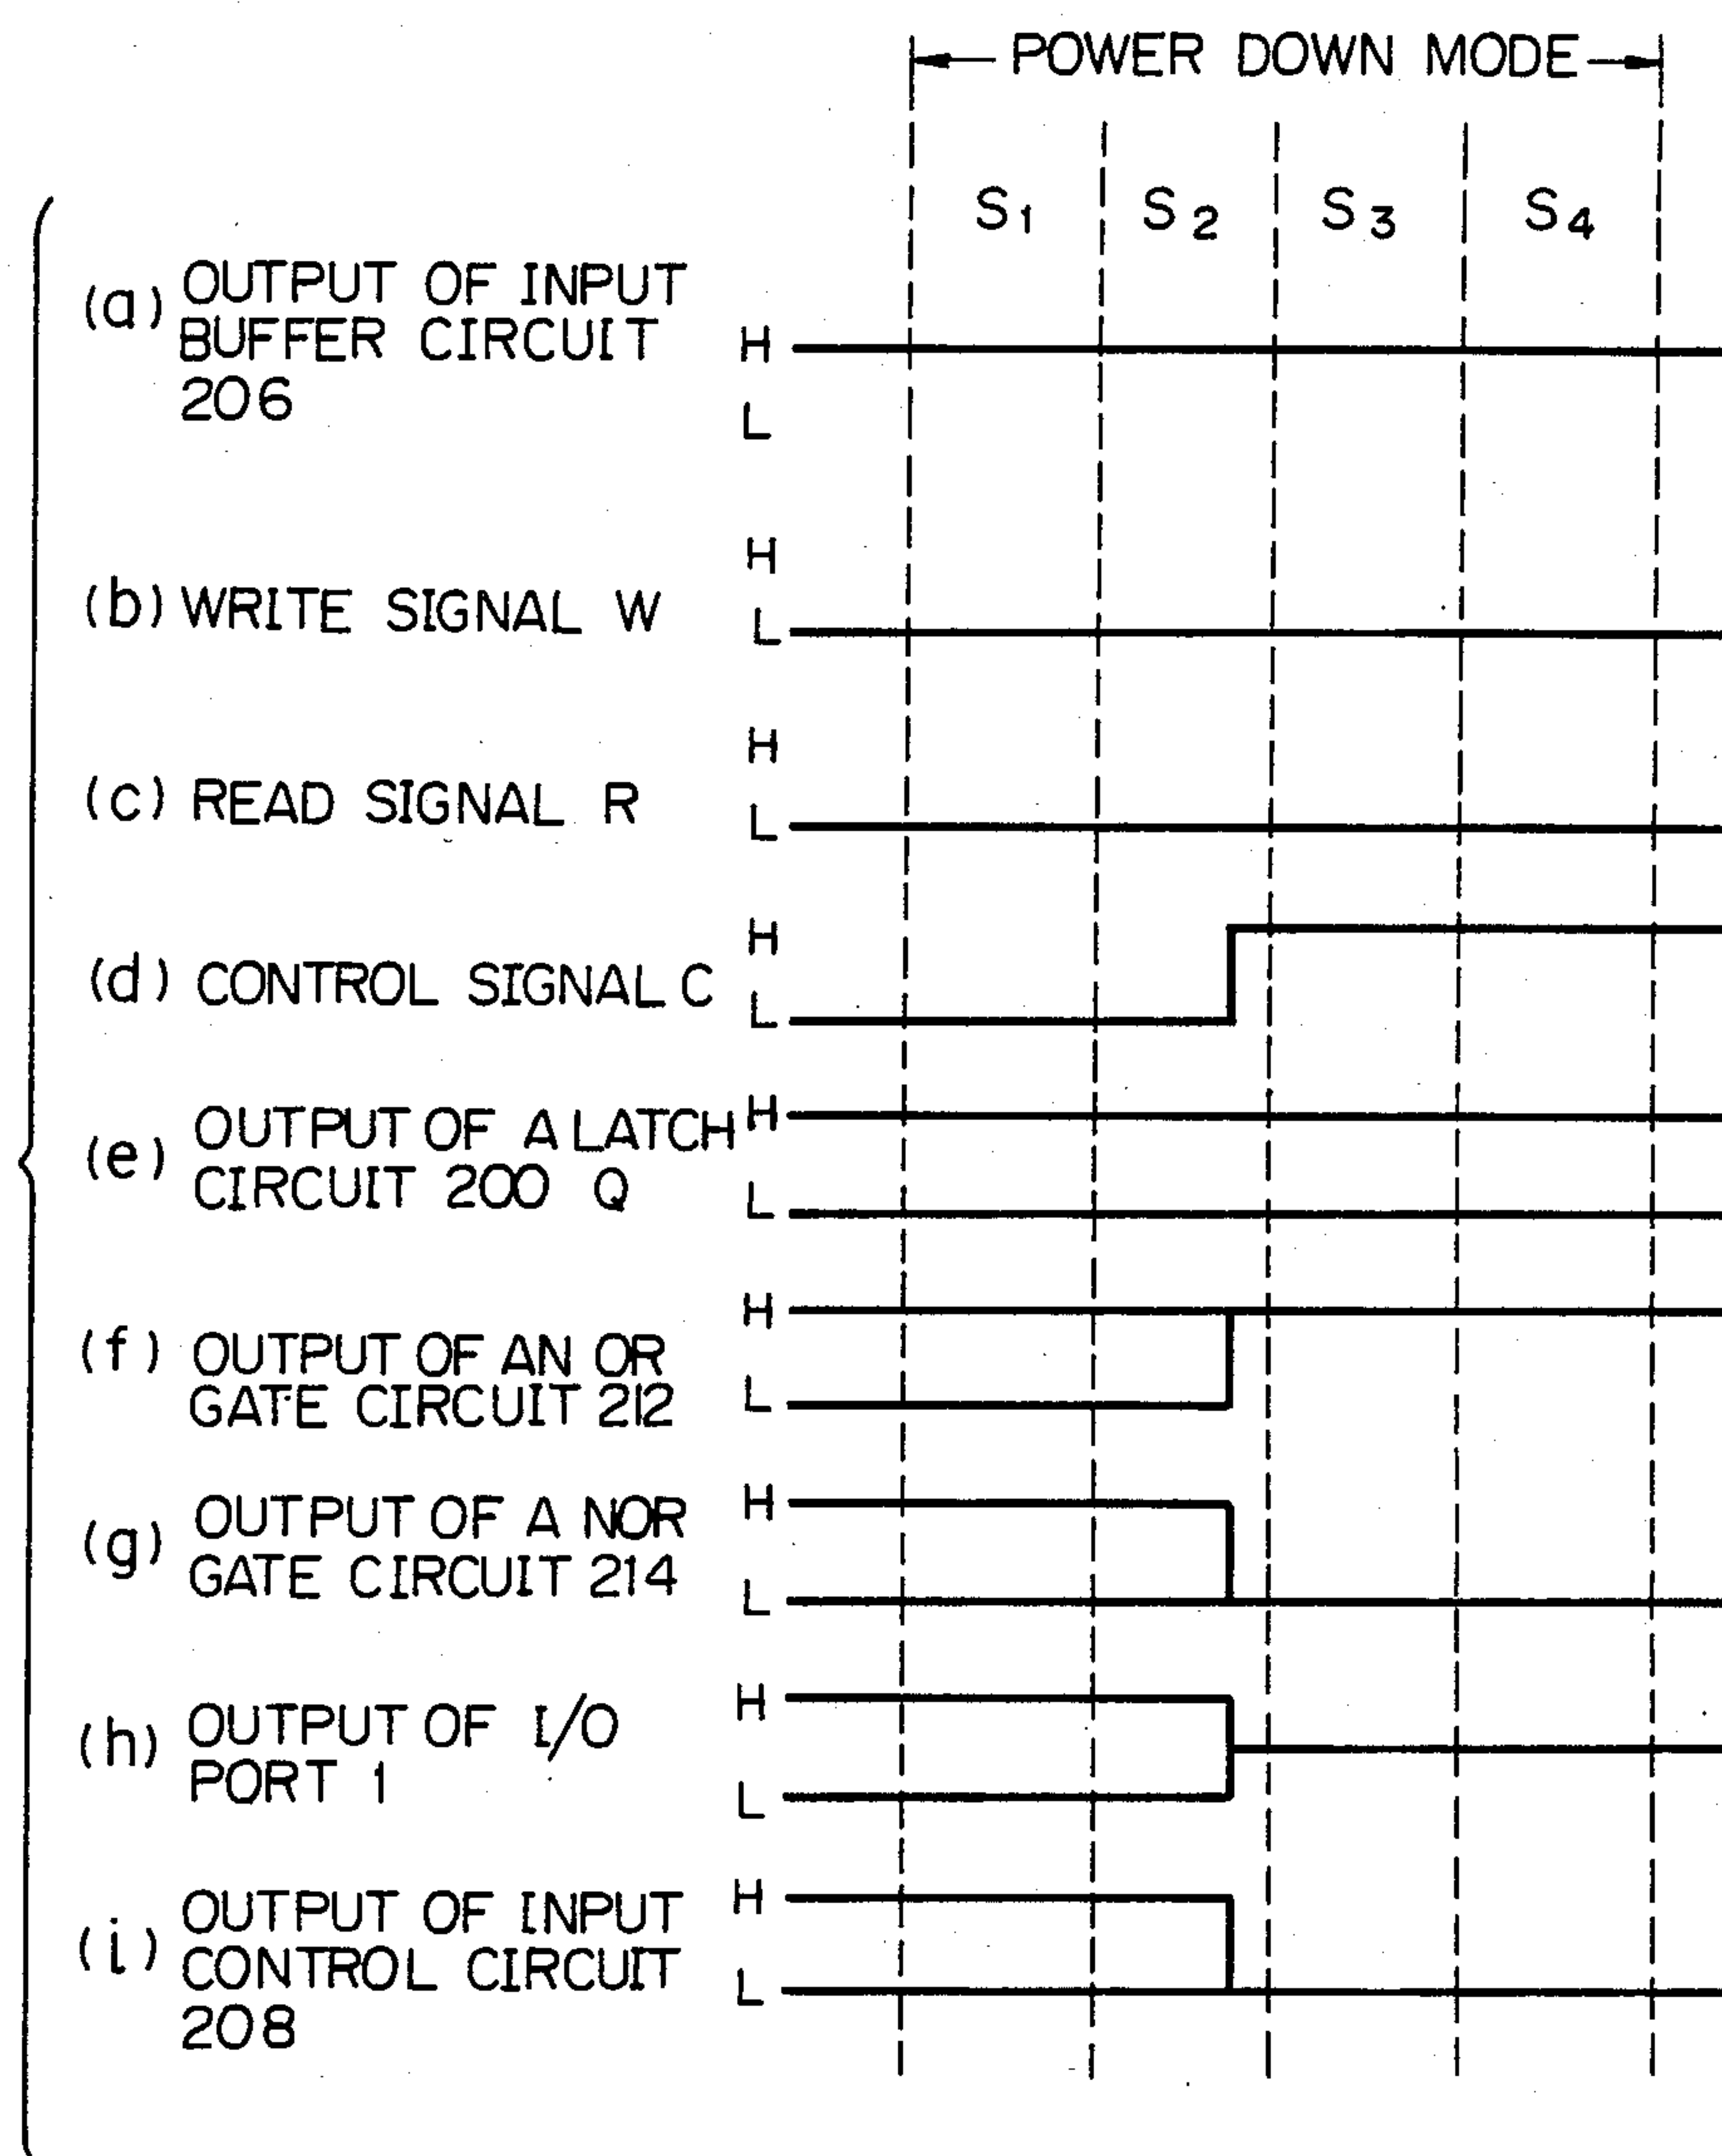 POWER DOWN MODE
S1 S2 S3 S4
(a) OUTPUT OF INPUT
BUFFER CIRCUIT
206
H
L
(b) WRITE SIGNAL W
H
L
(c) READ SIGNAL R
H
L
(d) CONTROL SIGNAL C
H
L
(e) OUTPUT OF A LATCH
CIRCUIT 200 Q
H
L
(f) OUTPUT OF AN OR
GATE CIRCUIT 212
H
L
(g) OUTPUT OF A NOR
GATE CIRCUIT 214
H
L
(h) OUTPUT OF I/O
PORT 1
H
L
(i) OUTPUT OF INPUT
CONTROL CIRCUIT
208
H
L